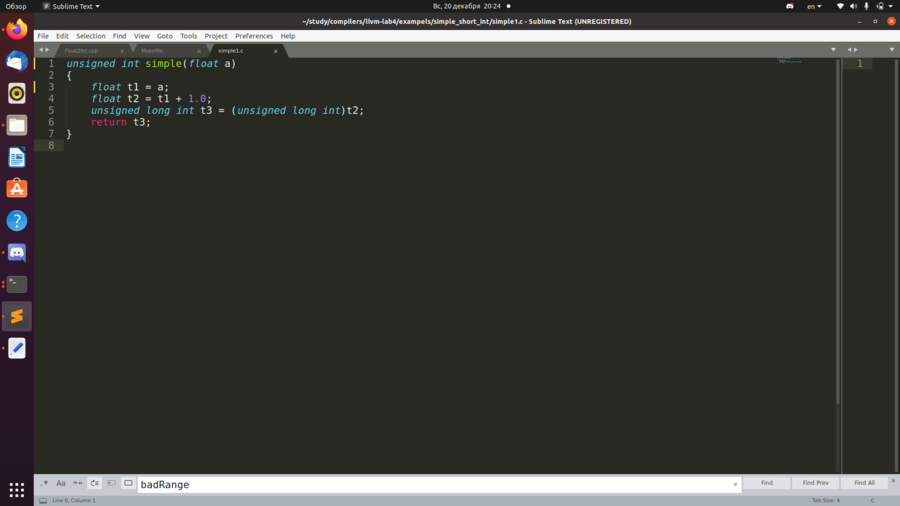 Обзор
Sublime Text
Вс, 20 декабря 20:24
en
~/study/compilers/llvm-lab4/exampels/simple_short_int/simple1.c - Sublime Text (UNREGISTERED)
File Edit Selection Find View Goto Tools Project Preferences Help
Float2Int.cpp
Makefile
simple1.c
1 unsigned int simple(float a)
2 {
3 float t1 = a;
4 float t2 = t1 + 1.0;
5 unsigned long int t3 = (unsigned long int)t2;
6 return t3;
7 }
8
1
.* Aa “”
badRange
Find Find Prev Find All
Line 8, Column 1
Tab Size: 4
C